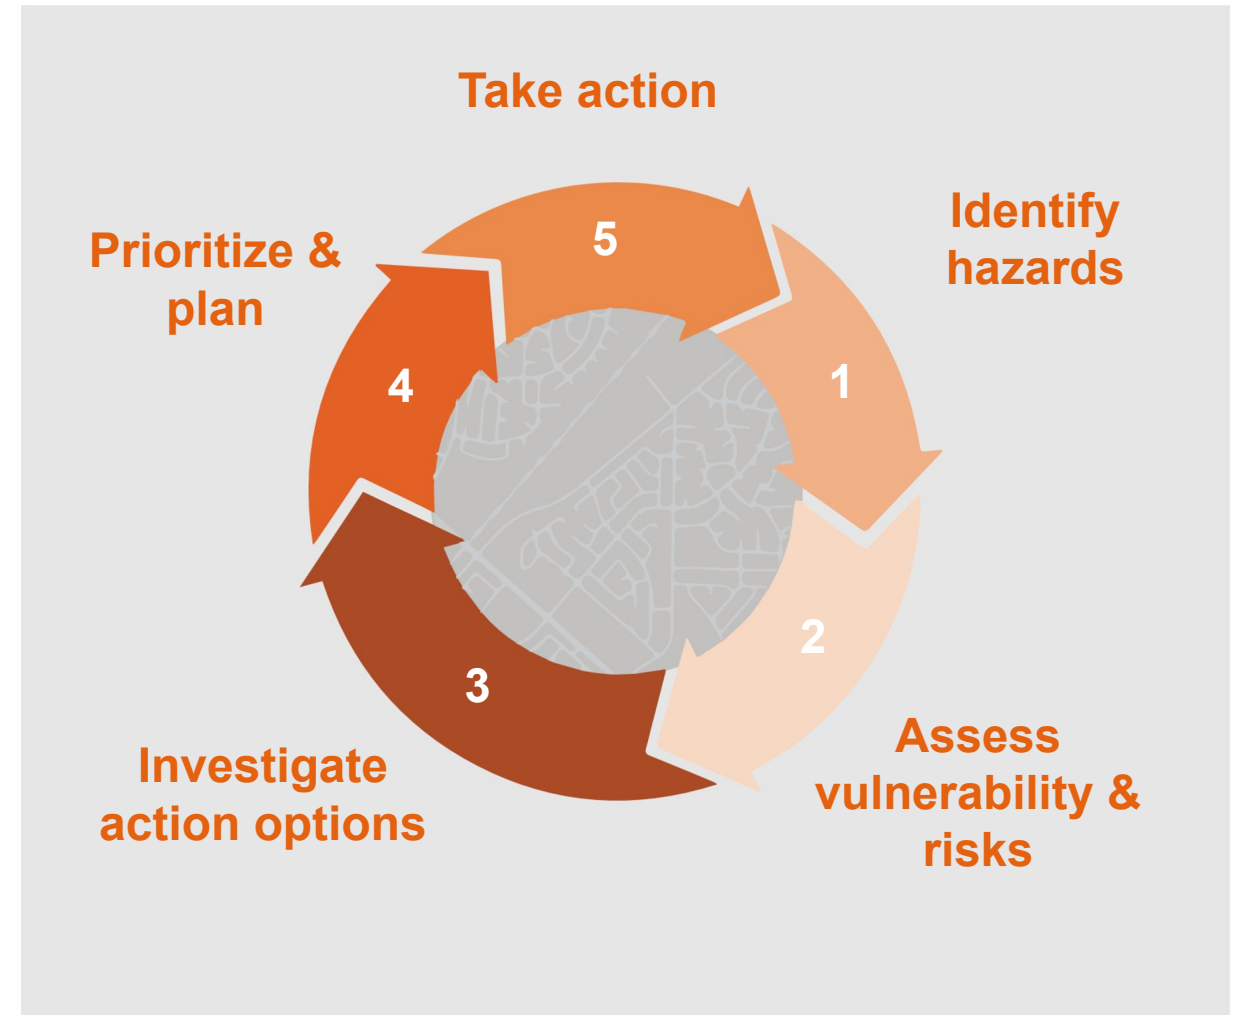 Take action
5
Identify
hazards
1
Assess
vulnerability &
risks
2
Investigate
action options
3
Prioritize &
plan
4